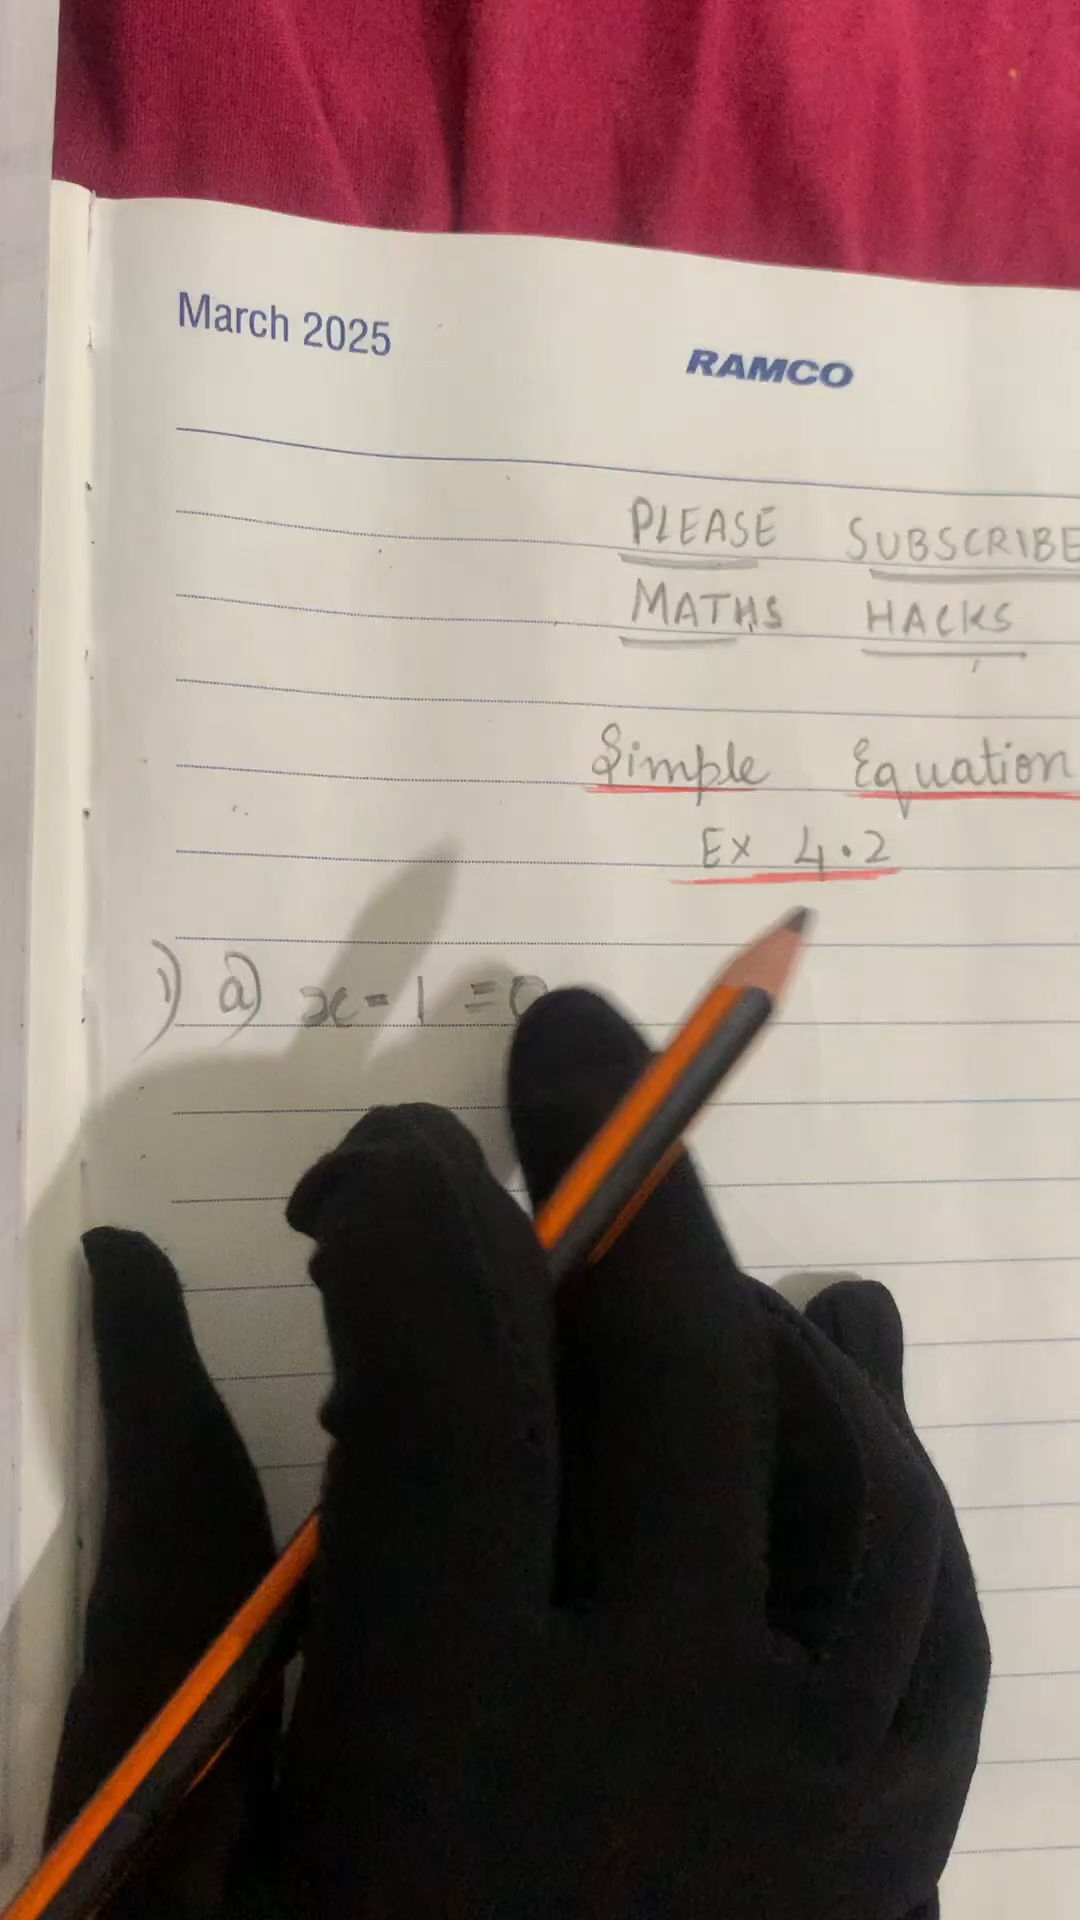 March 2025
RAMCO
PLEASE SUBSCRIBE
MATHS HACKS
Simple Equation
Ex 4.2
1) a) x - 1 = 0